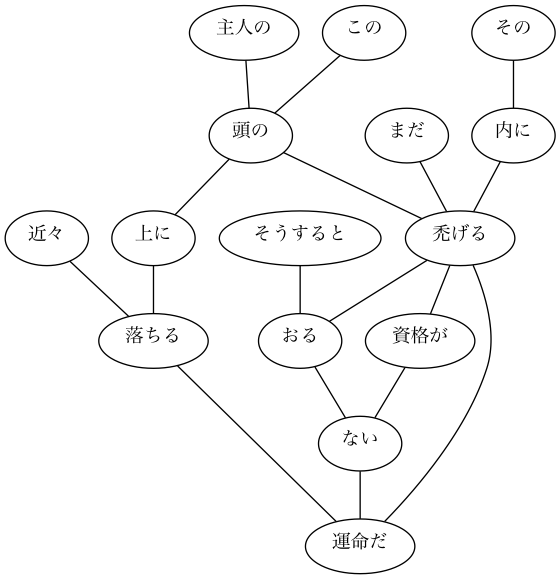 主人の
この
その
頭の
まだ
内に
近々
上に
そうすると
禿げる
落ちる
おる
資格が
ない
運命だ